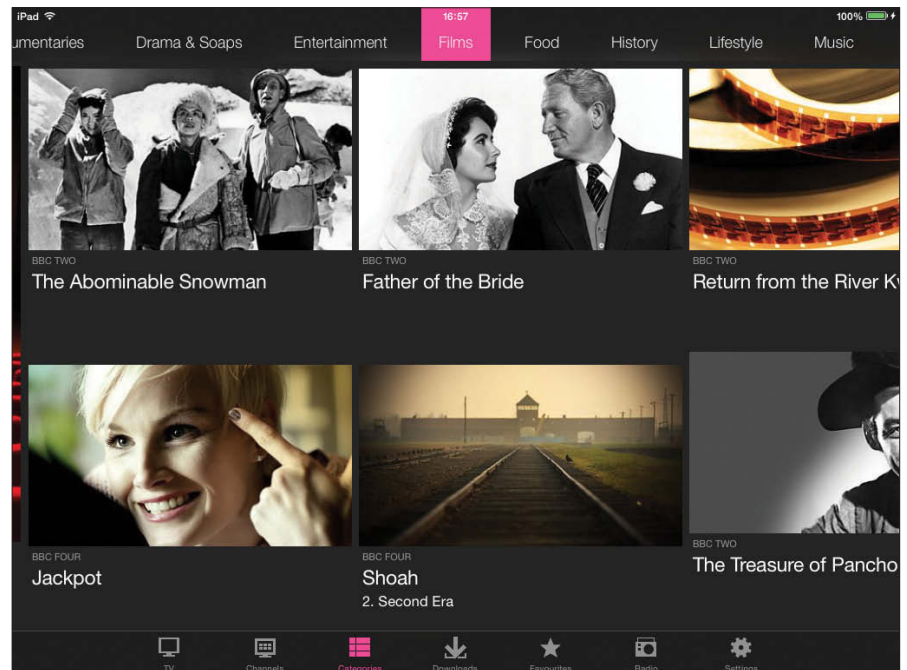 iPad 16:57 100%
umentaries Drama & Soaps Entertainment Films Food History Lifestyle Music
BBC TWO BBC TWO BBC TWO
The Abominable Snowman Father of the Bride Return from the River K
BBC FOUR BBC FOUR BBC TWO
Jackpot Shoah The Treasure of Pancho
2. Second Era
TV Channels Categories Downloads Favourites Radio Settings